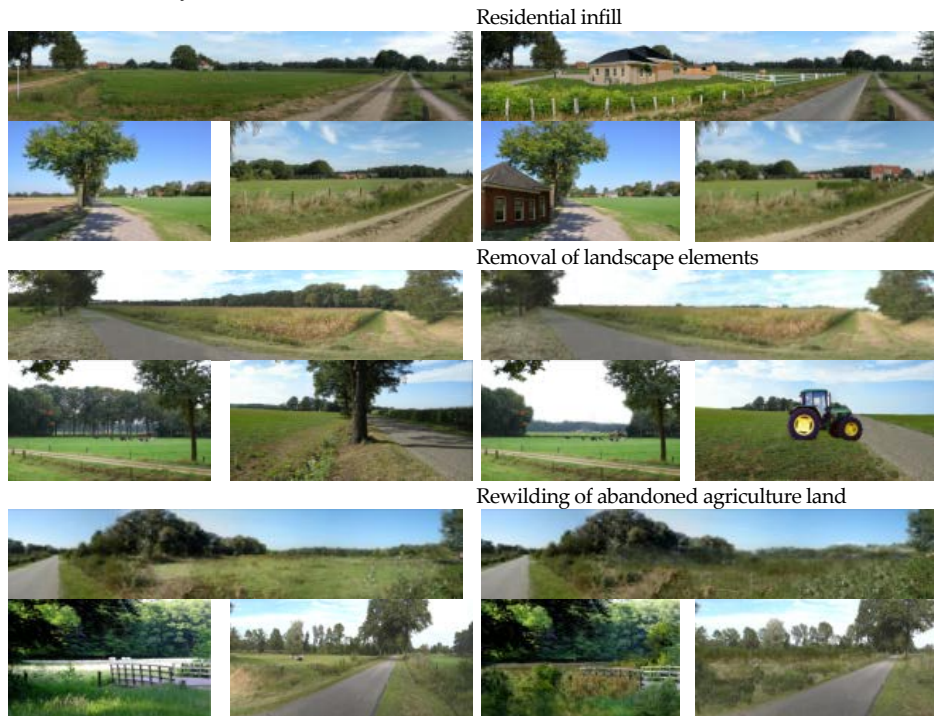 Residential infill
Removal of landscape elements
Rewilding of abandoned agriculture land